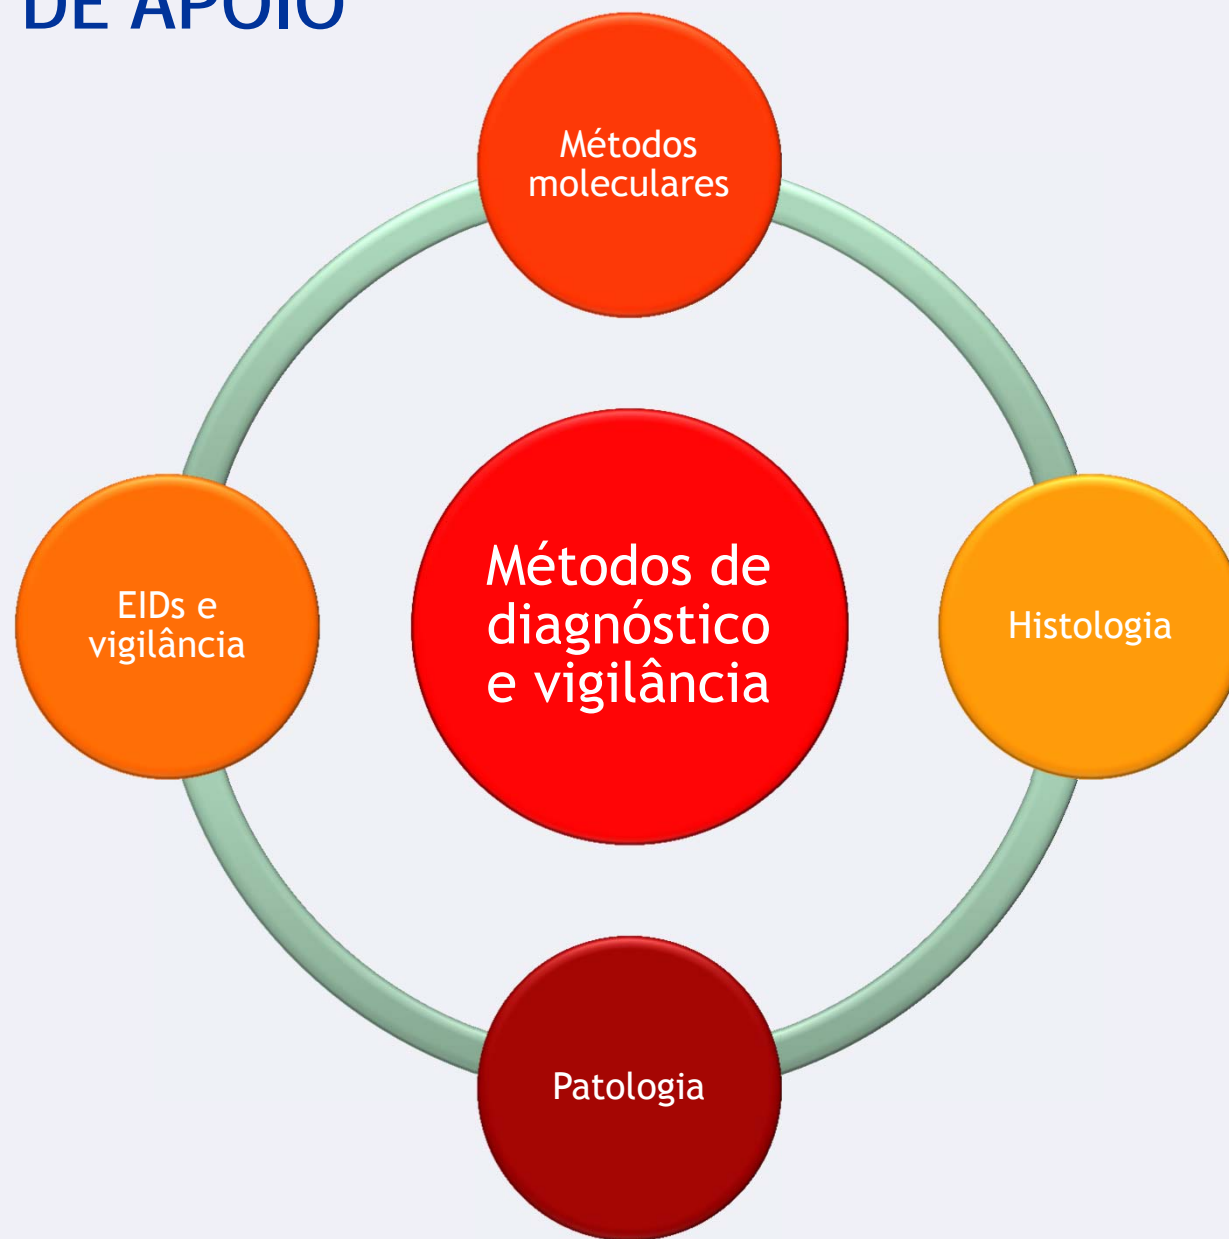 DE APOIO
Métodos
moleculares
EIDs e
vigilância
Métodos de
diagnóstico
e vigilância
Histologia
Patologia